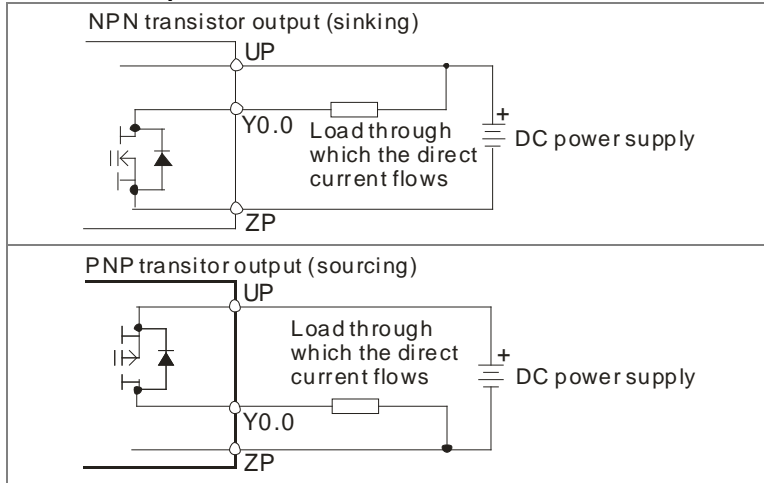 NPN transistor output (sinking)
UP
Y0.0
Load through
which the direct
current flows
+
DC power supply
ZP
PNP transitor output (sourcing)
UP
Load through
which the direct
current flows
+
DC power supply
Y0.0
ZP